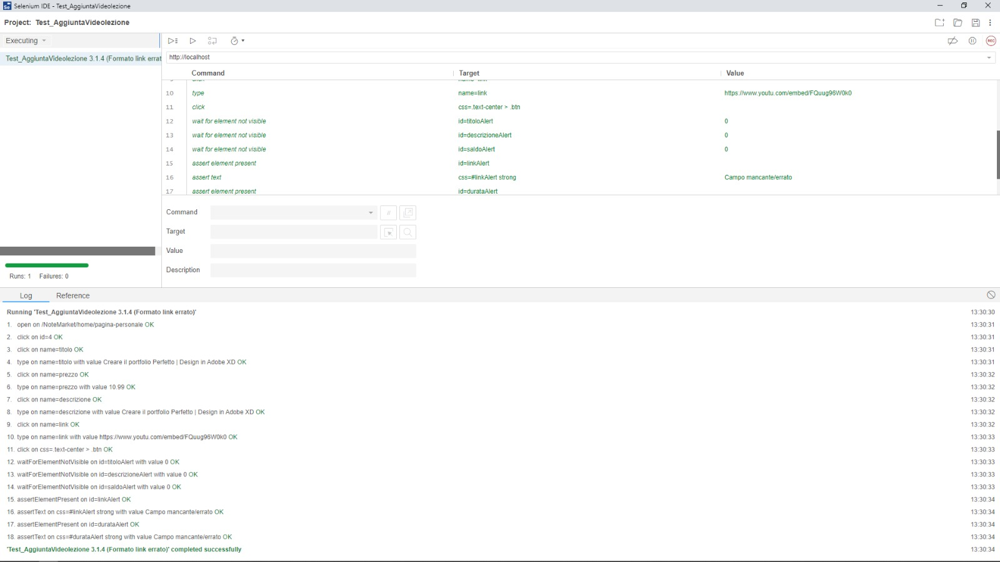 Selenium IDE - Test_AggiuntaVideolezione
Project: Test_AggiuntaVideolezione
Executing
http://localhost
Test_AggiuntaVideolezione 3.1.4 (Formato link errat
Command Target Value
9 click name=link
10 type name=link https://www.youtu.com/embed/FQuug96W0k0
11 click css=.text-center > .btn
12 wait for element not visible id=titoloAlert 0
13 wait for element not visible id=descrizioneAlert 0
14 wait for element not visible id=saldoAlert 0
15 assert element present id=linkAlert
16 assert text css=#linkAlert strong Campo mancante/errato
17 assert element present id=durataAlert
Command
//
Target
Value
Description
Runs: 1 Failures: 0
Log Reference
Running 'Test_AggiuntaVideolezione 3.1.4 (Formato link errato)' 13:30:30
1. open on /NoteMarket/home/pagina-personale OK 13:30:31
2. click on id=4 OK 13:30:31
3. click on name=titolo OK 13:30:31
4. type on name=titolo with value Creare il portfolio Perfetto | Design in Adobe XD OK 13:30:31
5. click on name=prezzo OK 13:30:32
6. type on name=prezzo with value 10.99 OK 13:30:32
7. click on name=descrizione OK 13:30:32
8. type on name=descrizione with value Creare il portfolio Perfetto | Design in Adobe XD OK 13:30:32
9. click on name=link OK 13:30:32
10. type on name=link with value https://www.youtu.com/embed/FQuug96W0k0 OK 13:30:33
11. click on css=.text-center > .btn OK 13:30:33
12. waitForElementNotVisible on id=titoloAlert with value 0 OK 13:30:33
13. waitForElementNotVisible on id=descrizioneAlert with value 0 OK 13:30:33
14. waitForElementNotVisible on id=saldoAlert with value 0 OK 13:30:33
15. assertElementPresent on id=linkAlert OK 13:30:34
16. assertText on css=#linkAlert strong with value Campo mancante/errato OK 13:30:34
17. assertElementPresent on id=durataAlert OK 13:30:34
18. assertText on css=#durataAlert strong with value Campo mancante/errato OK 13:30:34
'Test_AggiuntaVideolezione 3.1.4 (Formato link errato)' completed successfully 13:30:34